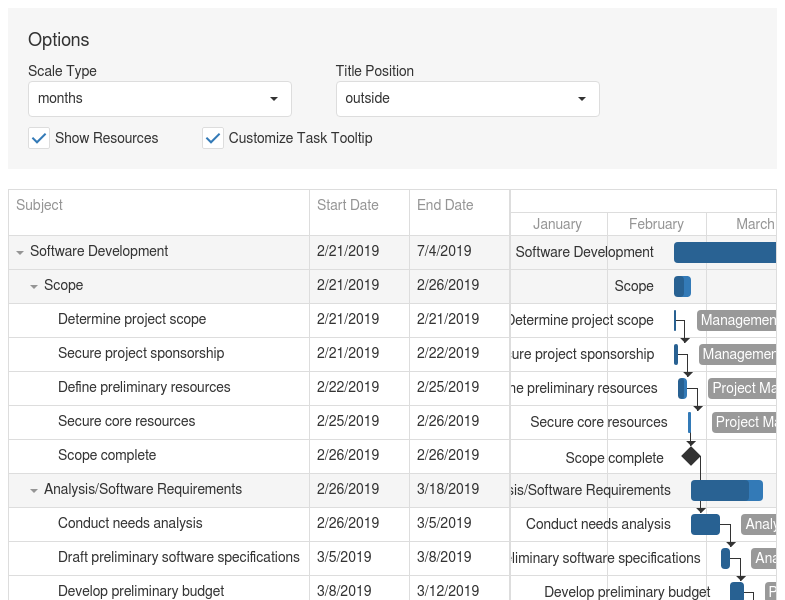 Options
Scale Type Title Position
months outside
Show Resources Customize Task Tooltip
Subject Start Date End Date
January February March
Software Development 2/21/2019 7/4/2019 Software Development
Scope 2/21/2019 2/26/2019 Scope
Determine project scope 2/21/2019 2/21/2019 Determine project scope Managemen
Secure project sponsorship 2/21/2019 2/22/2019 ure project sponsorship Managemen
Define preliminary resources 2/22/2019 2/25/2019 ne preliminary resources Project Ma
Secure core resources 2/25/2019 2/26/2019 Secure core resources Project Ma
Scope complete 2/26/2019 2/26/2019 Scope complete
Analysis/Software Requirements 2/26/2019 3/18/2019 sis/Software Requirements
Conduct needs analysis 2/26/2019 3/5/2019 Conduct needs analysis Analy
Draft preliminary software specifications 3/5/2019 3/8/2019 liminary software specifications Ana
Develop preliminary budget 3/8/2019 3/12/2019 Develop preliminary budget P